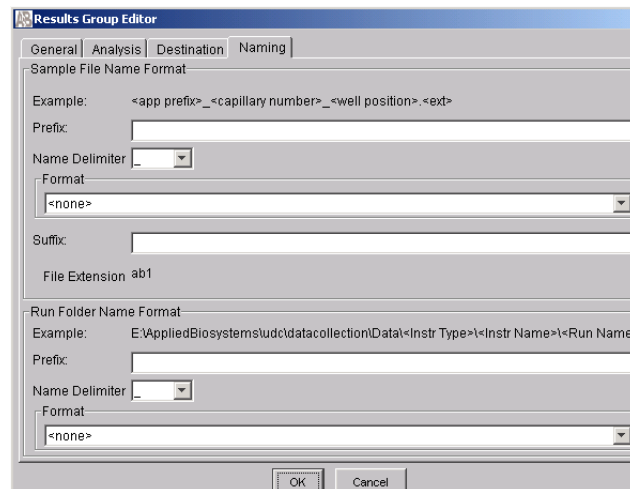 Results Group Editor
General Analysis Destination Naming
Sample File Name Format
Example: <app prefix>_<capillary number>_<well position>.<ext>
Prefix:
Name Delimiter _
Format
<none>
Suffix:
File Extension ab1
Run Folder Name Format
Example: E:\AppliedBiosystems\udc\datacollection\Data\<Instr Type>\<Instr Name>\<Run Name
Prefix:
Name Delimiter _
Format
<none>
OK Cancel